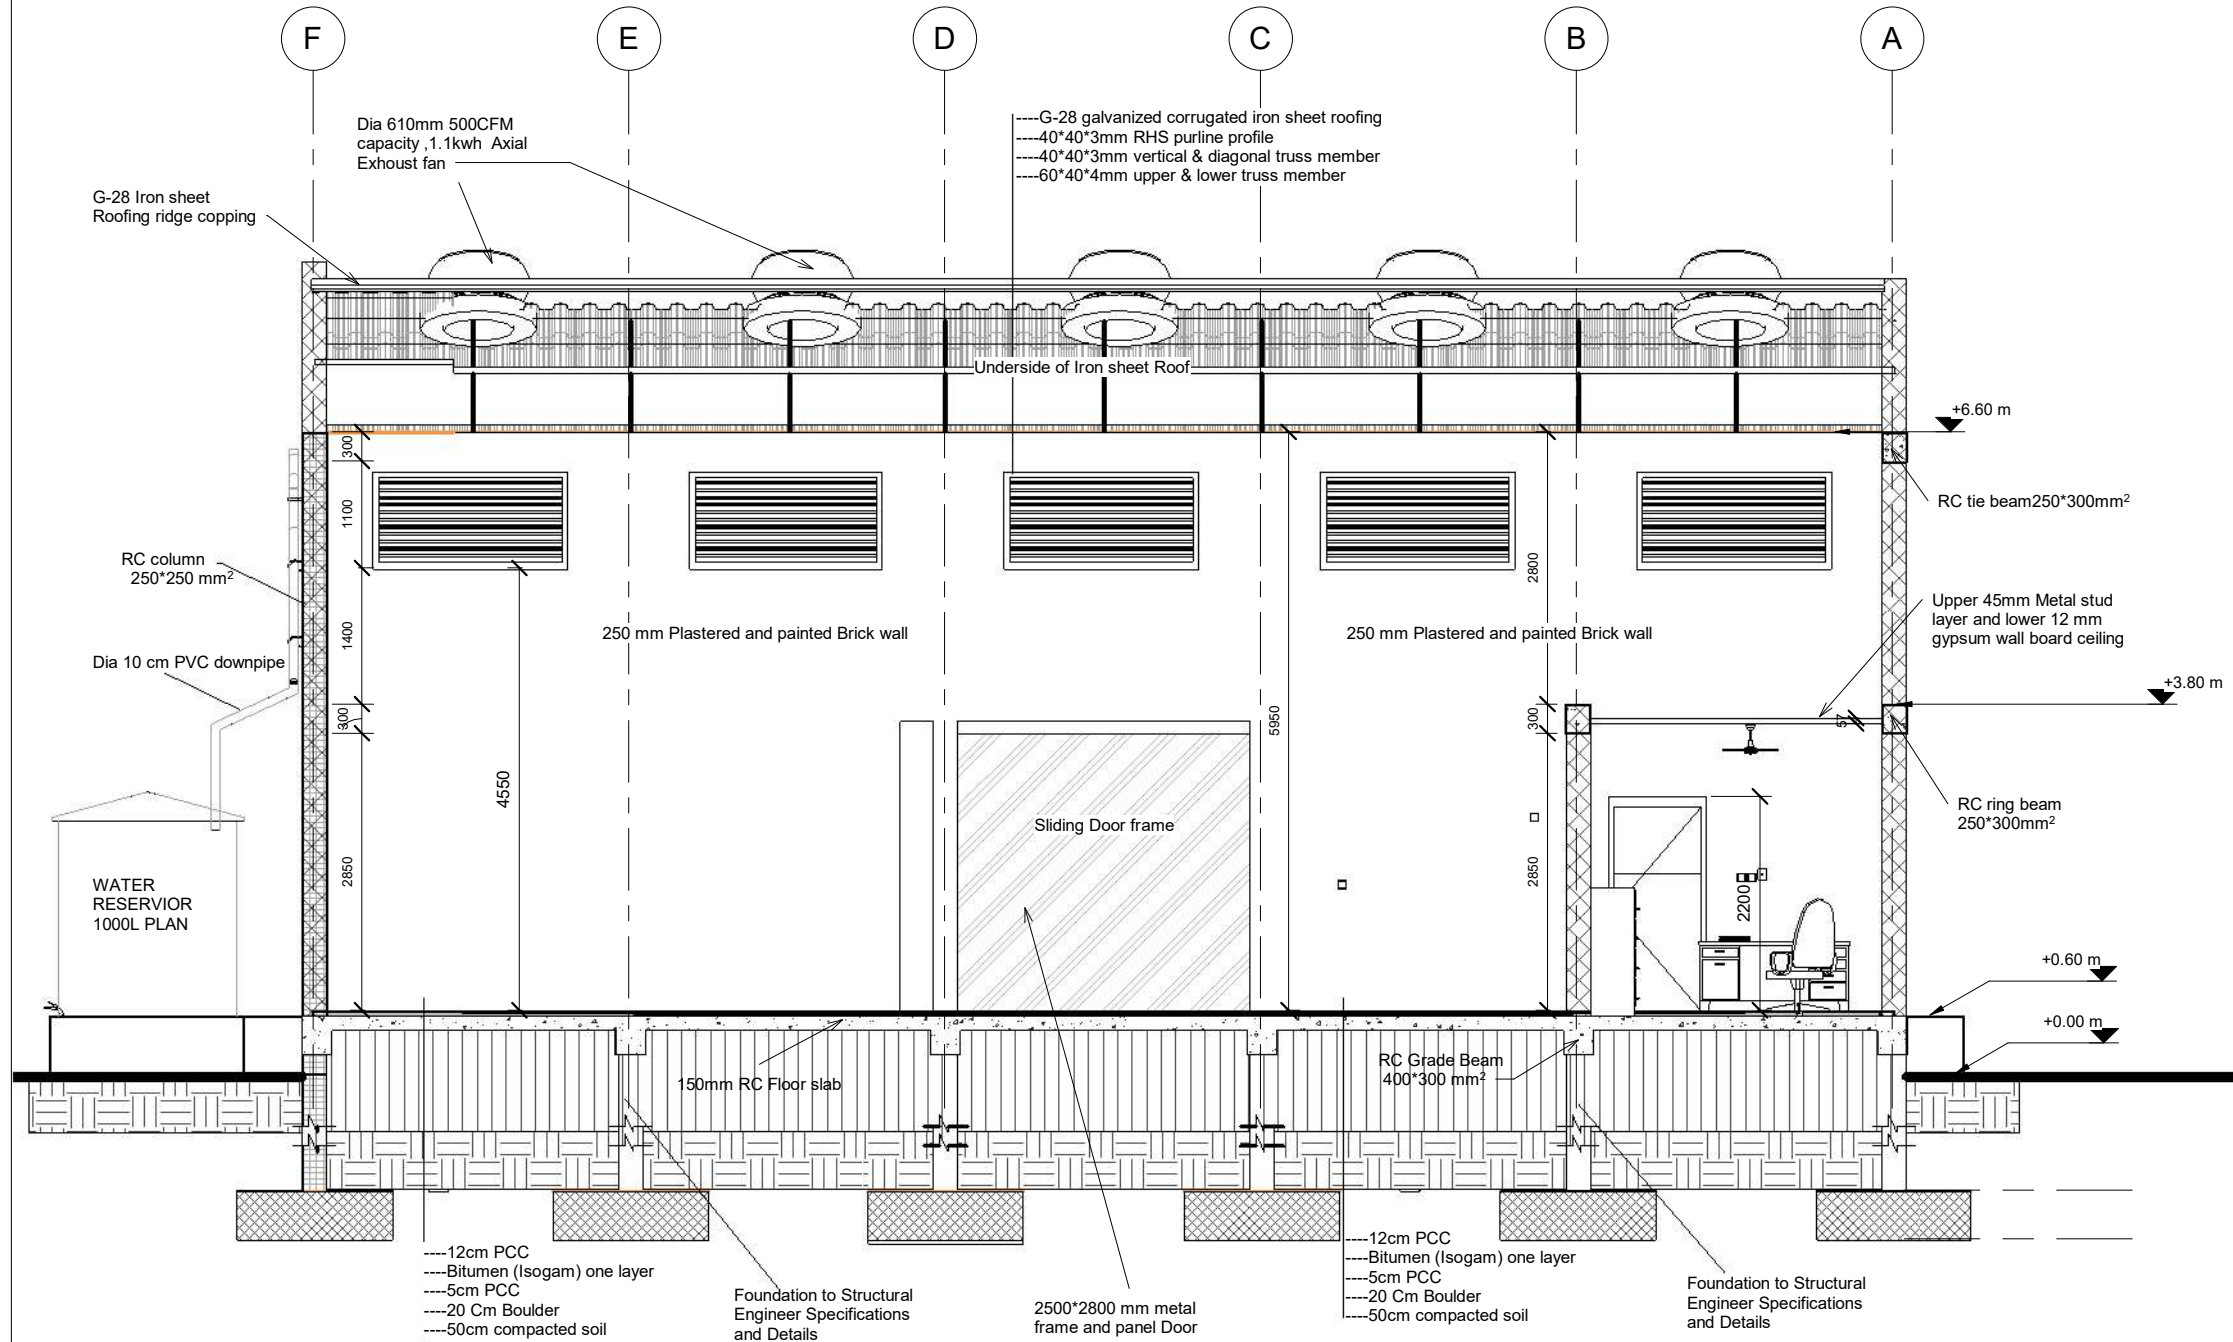 F
E
D
C
B
A
Dia 610mm 500CFM
capacity ,1.1kwh Axial
Exhoust fan
----G-28 galvanized corrugated iron sheet roofing
----40*40*3mm RHS purline profile
----40*40*3mm vertical & diagonal truss member
----60*40*4mm upper & lower truss member
G-28 Iron sheet
Roofing ridge copping
Underside of Iron sheet Roof
+6.60 m
300
RC tie beam250*300mm²
1100
RC column
250*250 mm²
2800
Upper 45mm Metal stud
layer and lower 12 mm
gypsum wall board ceiling
1400
250 mm Plastered and painted Brick wall
250 mm Plastered and painted Brick wall
Dia 10 cm PVC downpipe
+3.80 m
300
5950
300
57
4550
Sliding Door frame
RC ring beam
250*300mm²
2850
2850
2200
WATER
RESERVIOR
1000L PLAN
+0.60 m
+0.00 m
150mm RC Floor slab
RC Grade Beam
400*300 mm²
----12cm PCC
----Bitumen (Isogam) one layer
----5cm PCC
----20 Cm Boulder
----50cm compacted soil
Foundation to Structural
Engineer Specifications
and Details
2500*2800 mm metal
frame and panel Door
----12cm PCC
----Bitumen (Isogam) one layer
----5cm PCC
----20 Cm Boulder
----50cm compacted soil
Foundation to Structural
Engineer Specifications
and Details